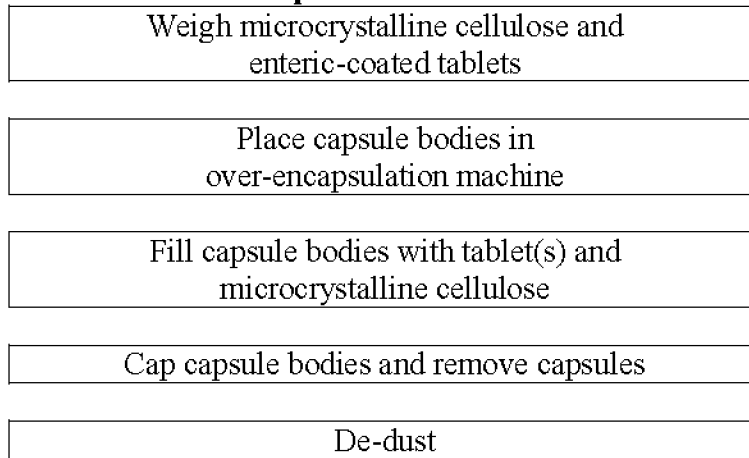 Weigh microcrystalline cellulose and
enteric-coated tablets
Place capsule bodies in
over-encapsulation machine
Fill capsule bodies with tablet(s) and
microcrystalline cellulose
Cap capsule bodies and remove capsules
De-dust